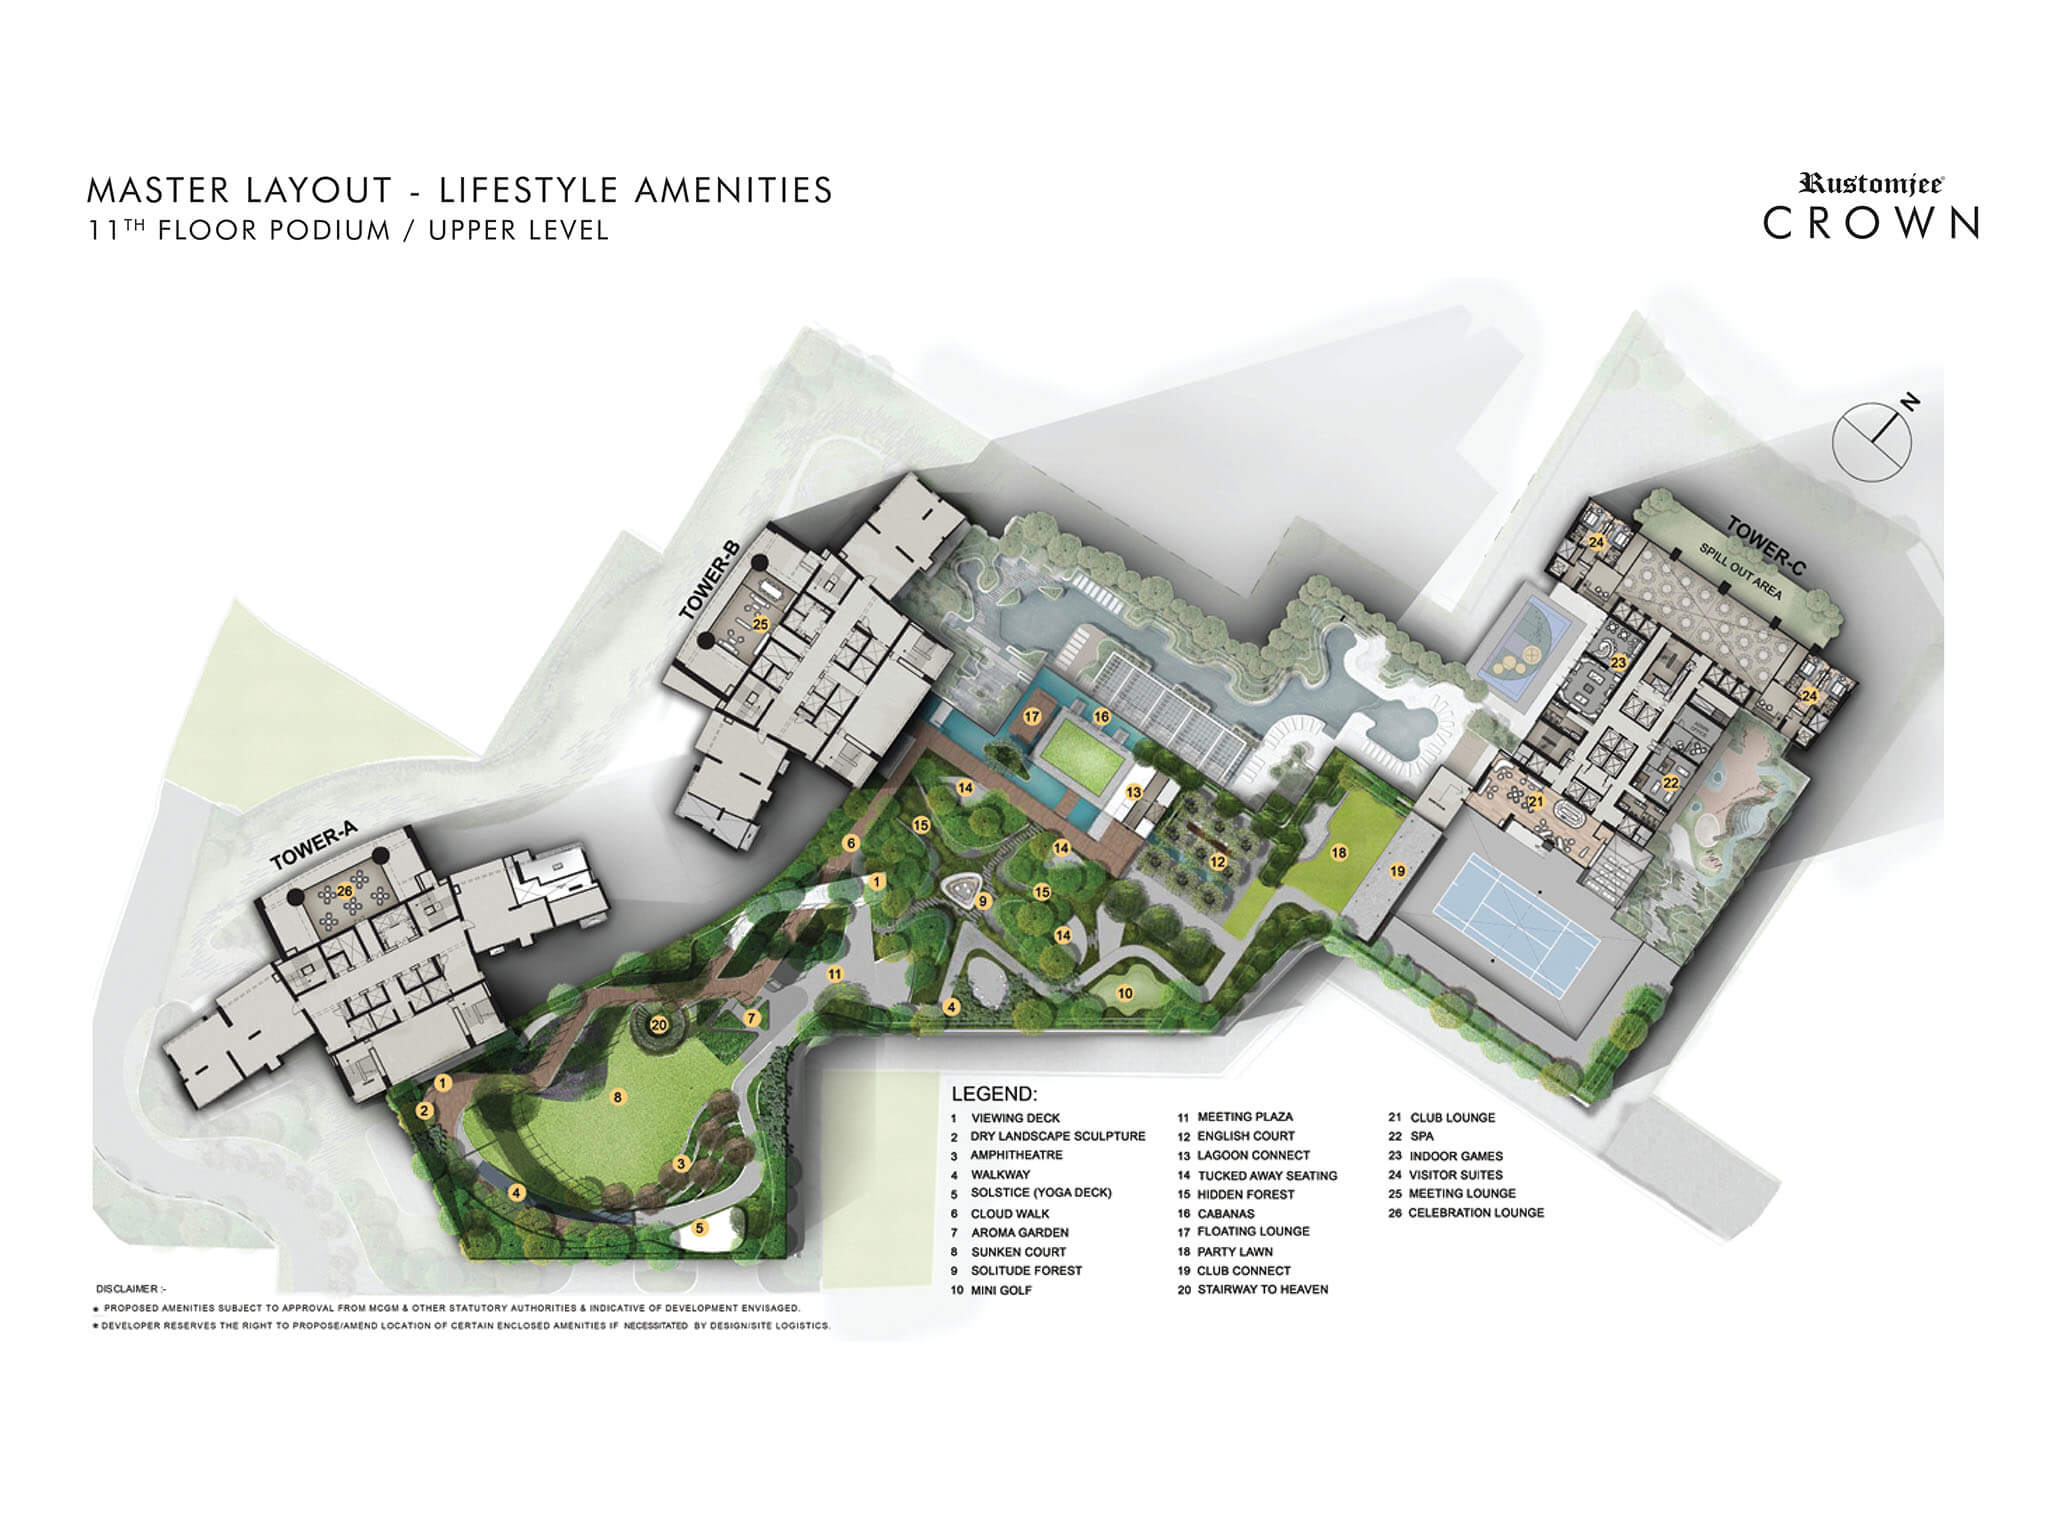 MASTER LAYOUT - LIFESTYLE AMENITIES
11TH FLOOR PODIUM / UPPER LEVEL
Rustomjee
CROWN
N
TOWER-A
TOWER-B
TOWER-C
SPILL OUT AREA
24
24
25
23
22
21
17
16
13
14
15
6
14
12
18
19
1
15
9
14
26
11
10
4
7
20
1
2
8
3
4
5
LEGEND:
1 VIEWING DECK
2 DRY LANDSCAPE SCULPTURE
3 AMPHITHEATRE
4 WALKWAY
5 SOLSTICE (YOGA DECK)
6 CLOUD WALK
7 AROMA GARDEN
8 SUNKEN COURT
9 SOLITUDE FOREST
10 MINI GOLF
11 MEETING PLAZA
12 ENGLISH COURT
13 LAGOON CONNECT
14 TUCKED AWAY SEATING
15 HIDDEN FOREST
16 CABANAS
17 FLOATING LOUNGE
18 PARTY LAWN
19 CLUB CONNECT
20 STAIRWAY TO HEAVEN
21 CLUB LOUNGE
22 SPA
23 INDOOR GAMES
24 VISITOR SUITES
25 MEETING LOUNGE
26 CELEBRATION LOUNGE
DISCLAIMER :-
* PROPOSED AMENITIES SUBJECT TO APPROVAL FROM MCGM & OTHER STATUTORY AUTHORITIES & INDICATIVE OF DEVELOPMENT ENVISAGED.
* DEVELOPER RESERVES THE RIGHT TO PROPOSE/AMEND LOCATION OF CERTAIN ENCLOSED AMENITIES IF NECESSITATED BY DESIGN/SITE LOGISTICS.